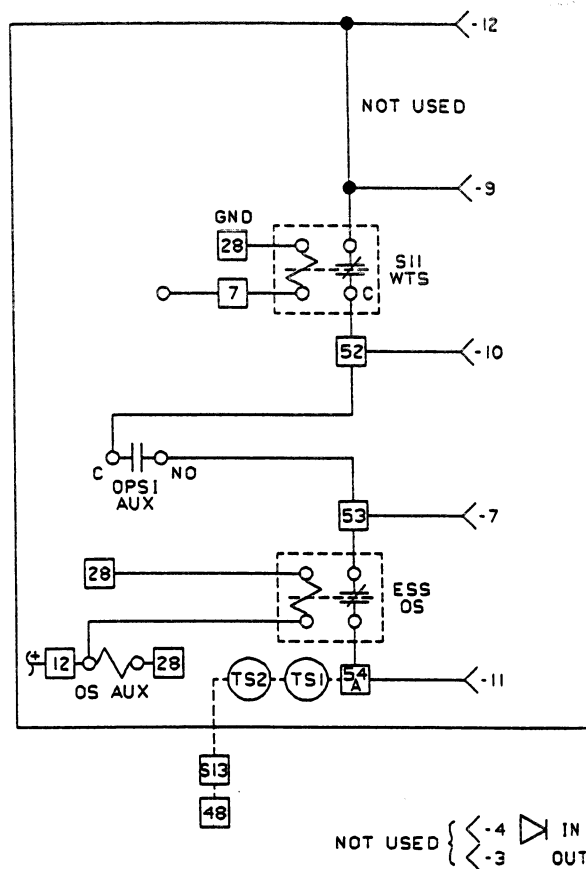 -12
NOT USED
-9
GND
28
S11
WTS
7
C
52
-10
C
NO
OPS1
AUX
53
-7
28
ESS
OS
+
12
28
OS AUX
TS2
TS1
54
A
-11
S13
48
NOT USED
-4
IN
-3
OUT